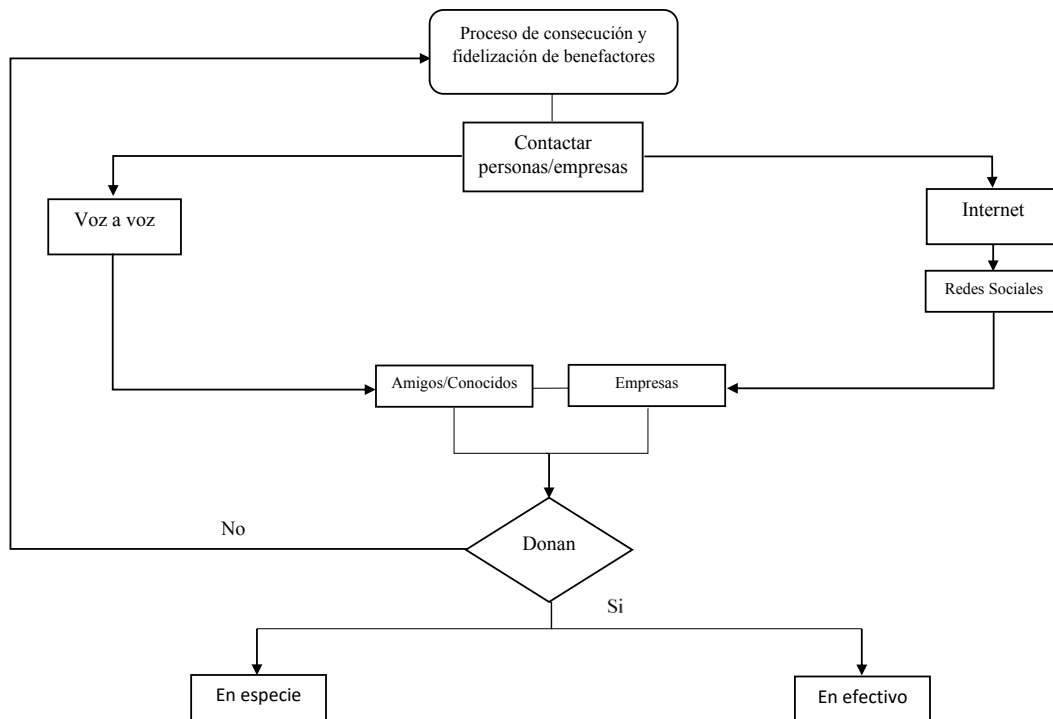 Proceso de consecución y
fidelización de benefactores
Contactar
personas/empresas
Voz a voz
Internet
Redes Sociales
Amigos/Conocidos
Empresas
Donan
No
Si
En especie
En efectivo